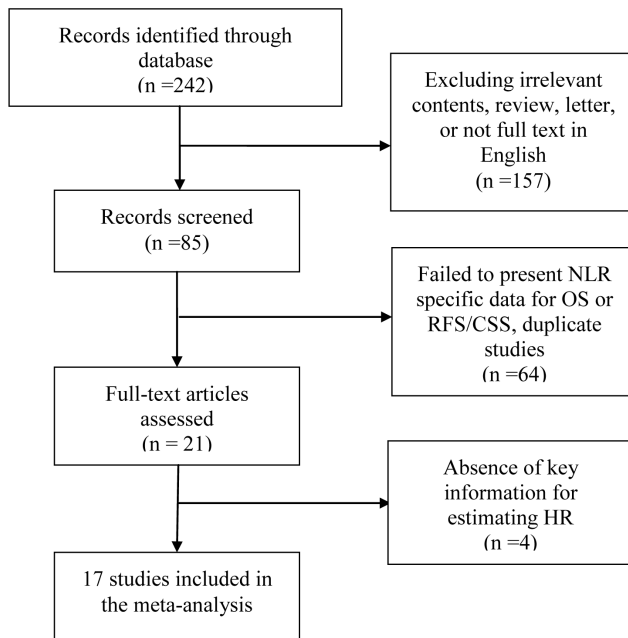 Records identified through
database
(n =242)
Excluding irrelevant
contents, review, letter,
or not full text in
English
(n =157)
Records screened
(n =85)
Failed to present NLR
specific data for OS or
RFS/CSS, duplicate
studies
(n =64)
Full-text articles
assessed
(n = 21)
Absence of key
information for
estimating HR
(n =4)
17 studies included in
the meta-analysis